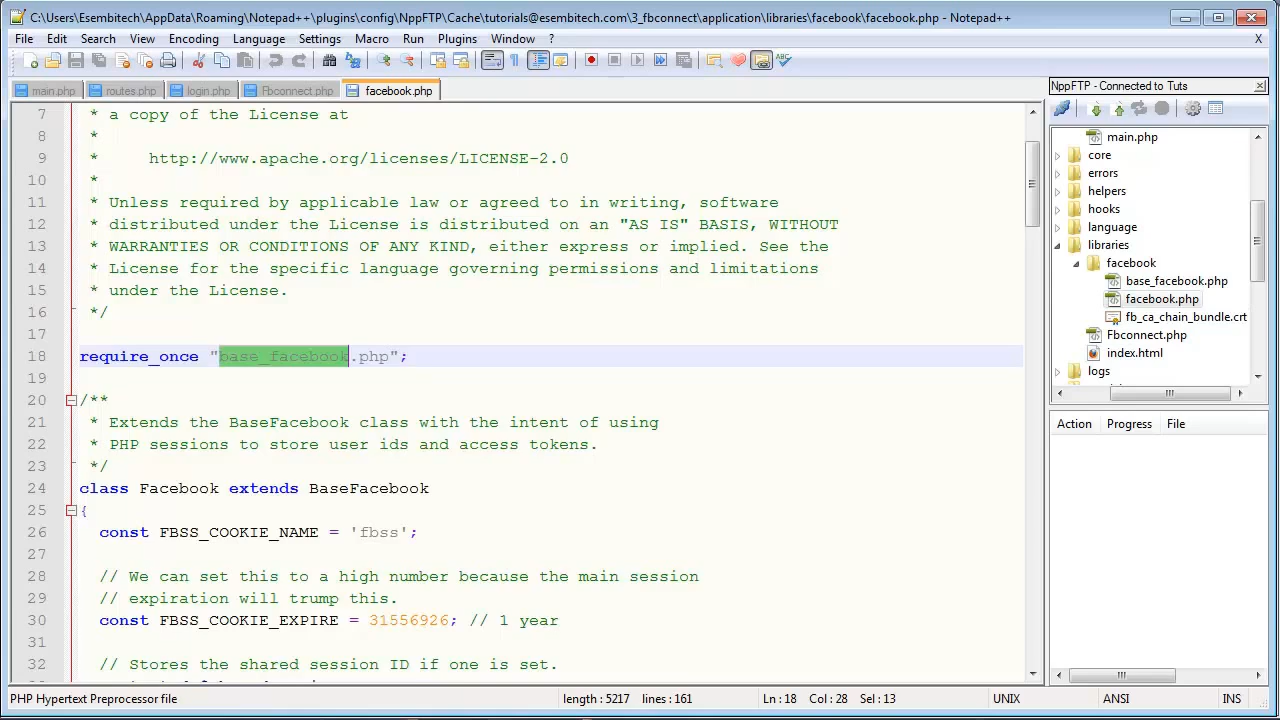 C:\Users\Esembitech\AppData\Roaming\Notepad++\plugins\config\NppFTP\Cache\tutorials@esembitech.com\3_fbconnect\application\libraries\facebook\facebook.php - Notepad++
File Edit Search View Encoding Language Settings Macro Run Plugins Window ? X
main.php routes.php login.php Fbconnect.php facebook.php
7 * a copy of the License at
8 *
9 * http://www.apache.org/licenses/LICENSE-2.0
10 *
11 * Unless required by applicable law or agreed to in writing, software
12 * distributed under the License is distributed on an "AS IS" BASIS, WITHOUT
13 * WARRANTIES OR CONDITIONS OF ANY KIND, either express or implied. See the
14 * License for the specific language governing permissions and limitations
15 * under the License.
16 */
17
18 require_once "base_facebook.php";
19
20 /**
21 * Extends the BaseFacebook class with the intent of using
22 * PHP sessions to store user ids and access tokens.
23 */
24 class Facebook extends BaseFacebook
25 {
26 const FBSS_COOKIE_NAME = 'fbss';
27
28 // We can set this to a high number because the main session
29 // expiration will trump this.
30 const FBSS_COOKIE_EXPIRE = 31556926; // 1 year
31
32 // Stores the shared session ID if one is set.
NppFTP - Connected to Tuts
main.php
core
errors
helpers
hooks
language
libraries
facebook
base_facebook.php
facebook.php
fb_ca_chain_bundle.crt
Fbconnect.php
index.html
logs
Action Progress File
PHP Hypertext Preprocessor file length : 5217 lines : 161 Ln : 18 Col : 28 Sel : 13 UNIX ANSI INS